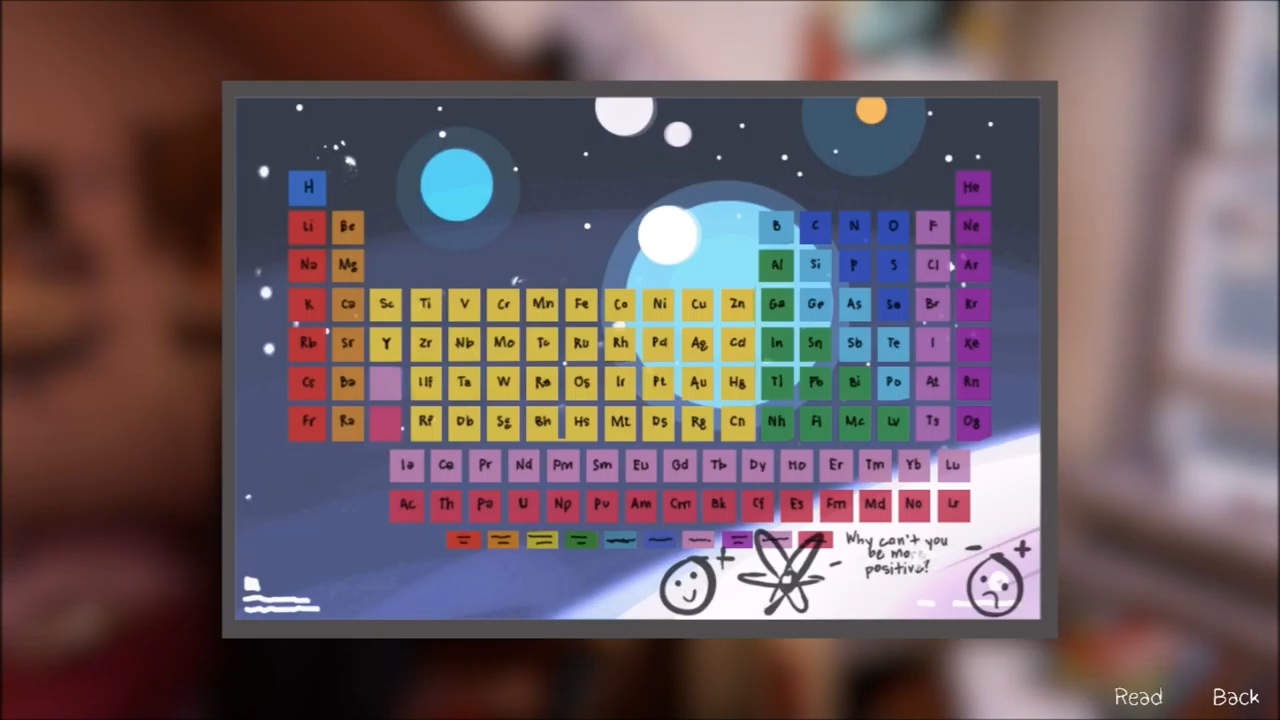 H He
Li Be B C N O F Ne
Na Mg Al Si P S Cl Ar
K Ca Sc Ti V Cr Mn Fe Co Ni Cu Zn Ga Ge As Se Br Kr
Rb Sr Y Zr Nb Mo Tc Ru Rh Pd Ag Cd In Sn Sb Te I Xe
Cs Ba Hf Ta W Re Os Ir Pt Au Hg Tl Pb Bi Po At Rn
Fr Ra Rf Db Sg Bh Hs Mt Ds Rg Cn Nh Fl Mc Lv Ts Og
la Ce Pr Nd Pm Sm Eu Gd Tb Dy Ho Er Tm Yb Lu
Ac Th Pa U Np Pu Am Cm Bk Cf Es Fm Md No Lr
Why can't you
be more
positive?
+ - - +
Read Back